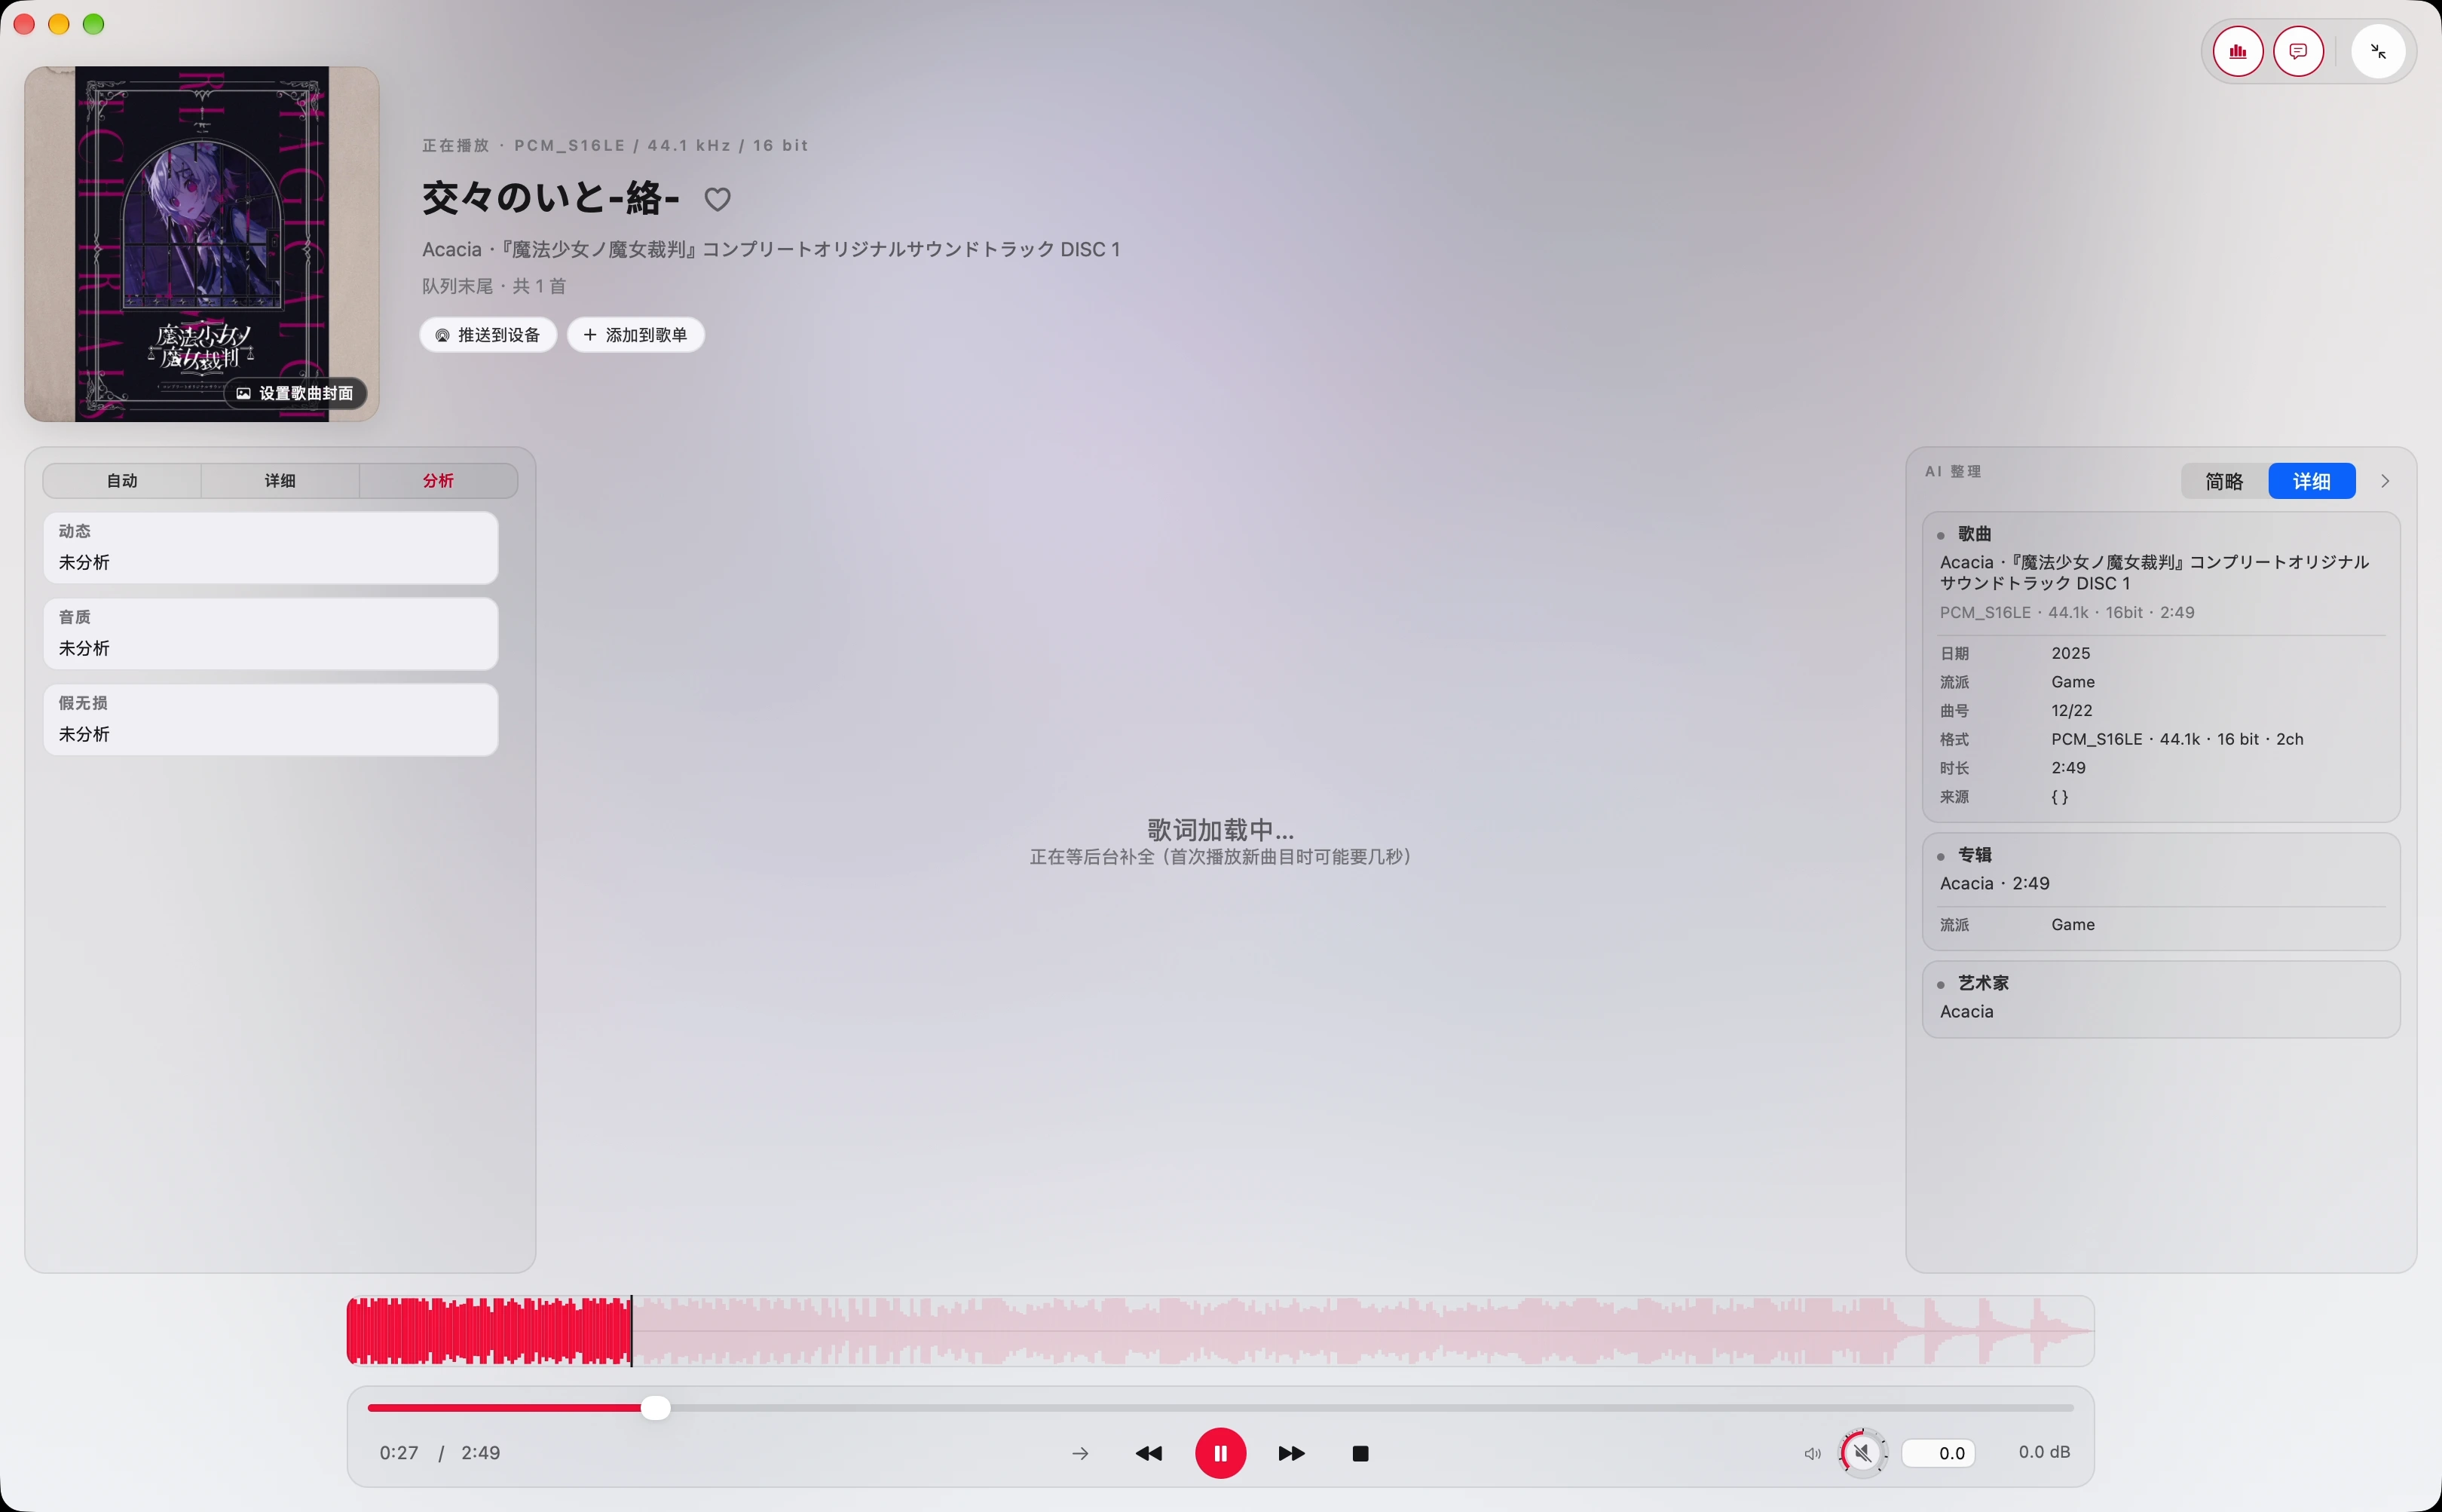 正在播放 · PCM_S16LE / 44.1 kHz / 16 bit
交々のいと-絡-
Acacia ·『魔法少女ノ魔女裁判』コンプリートオリジナルサウンドトラック DISC 1
队列末尾 · 共 1 首
推送到设备
添加到歌单
魔法少女ノ
魔女裁判
设置歌曲封面
自动
详细
分析
动态
未分析
音质
未分析
假无损
未分析
歌词加载中...
正在等后台补全（首次播放新曲目时可能要几秒）
AI 整理
简略
详细
歌曲
Acacia ·『魔法少女ノ魔女裁判』コンプリートオリジナル
サウンドトラック DISC 1
PCM_S16LE · 44.1k · 16bit · 2:49
日期 2025
流派 Game
曲号 12/22
格式 PCM_S16LE · 44.1k · 16 bit · 2ch
时长 2:49
来源 { }
专辑
Acacia · 2:49
流派 Game
艺术家
Acacia
0:27 / 2:49
0.0
0.0 dB